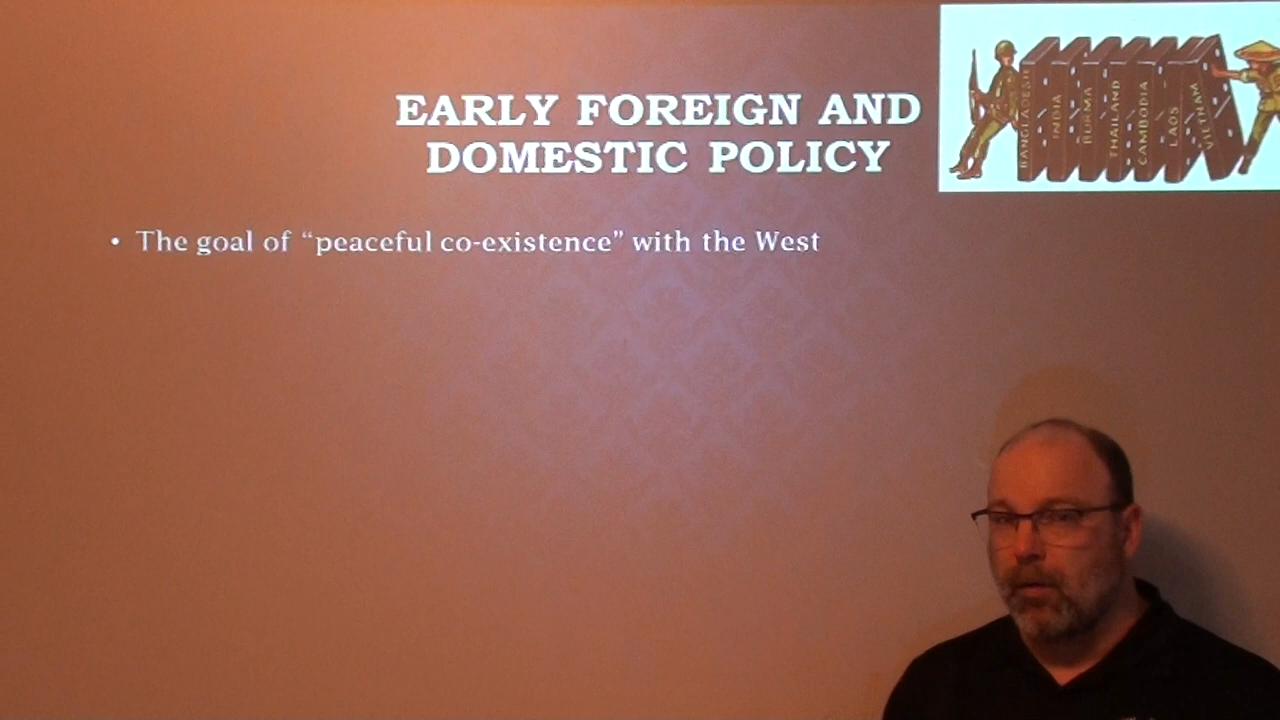 EARLY FOREIGN AND
DOMESTIC POLICY
• The goal of “peaceful co-existence” with the West
BANGLADESH
INDIA
BURMA
THAILAND
CAMBODIA
LAOS
VIETNAM